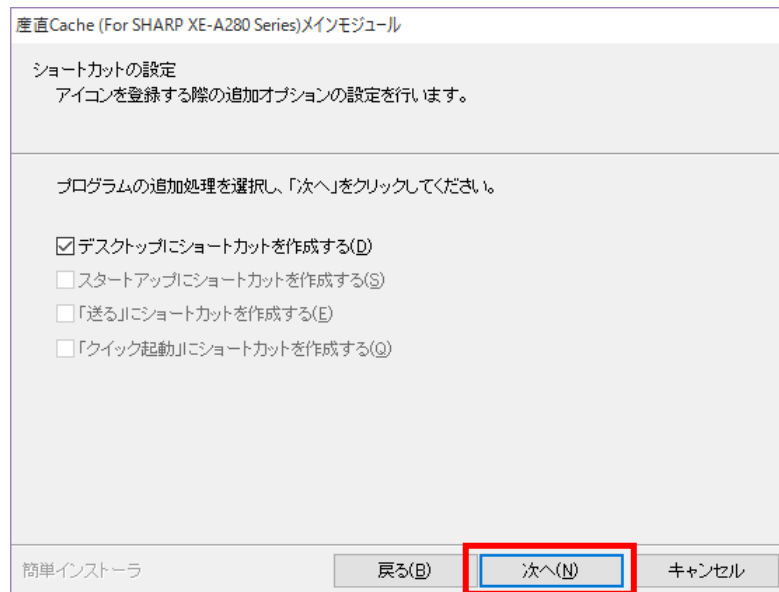 産直Cache (For SHARP XE-A280 Series)メインモジュール
ショートカットの設定
アイコンを登録する際の追加オプションの設定を行います。
プログラムの追加処理を選択し、「次へ」をクリックしてください。
デスクトップにショートカットを作成する(D)
スタートアップにショートカットを作成する(S)
「送る」にショートカットを作成する(E)
「クイック起動」にショートカットを作成する(Q)
簡単インストーラ 戻る(B) 次へ(N) キャンセル